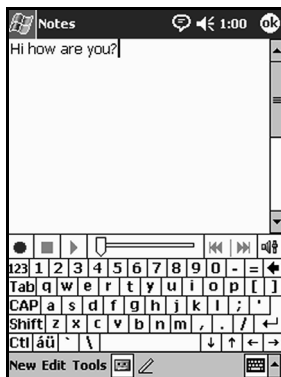 Notes 1:00 ok
Hi how are you?
123 1 2 3 4 5 6 7 8 9 0 - =
Tab q w e r t y u i o p [ ]
CAP a s d f g h j k l ; '
Shift z x c v b n m , . /
Ctl áü ` \
New Edit Tools